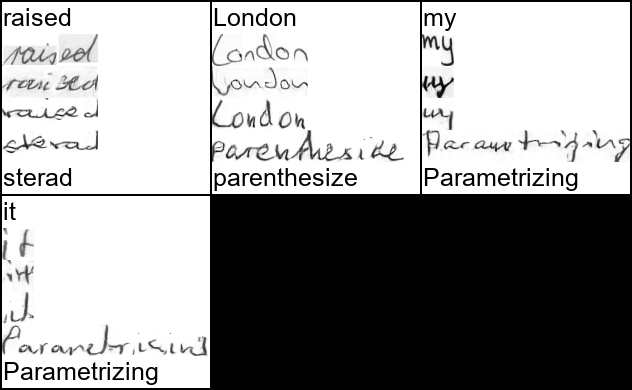 raised
raised
raised
raised
sterad
sterad
London
London
London
London
parenthesize
parenthesize
my
my
my
my
Parametrizing
Parametrizing
it
it
it
it
Parametrizing
Parametrizing